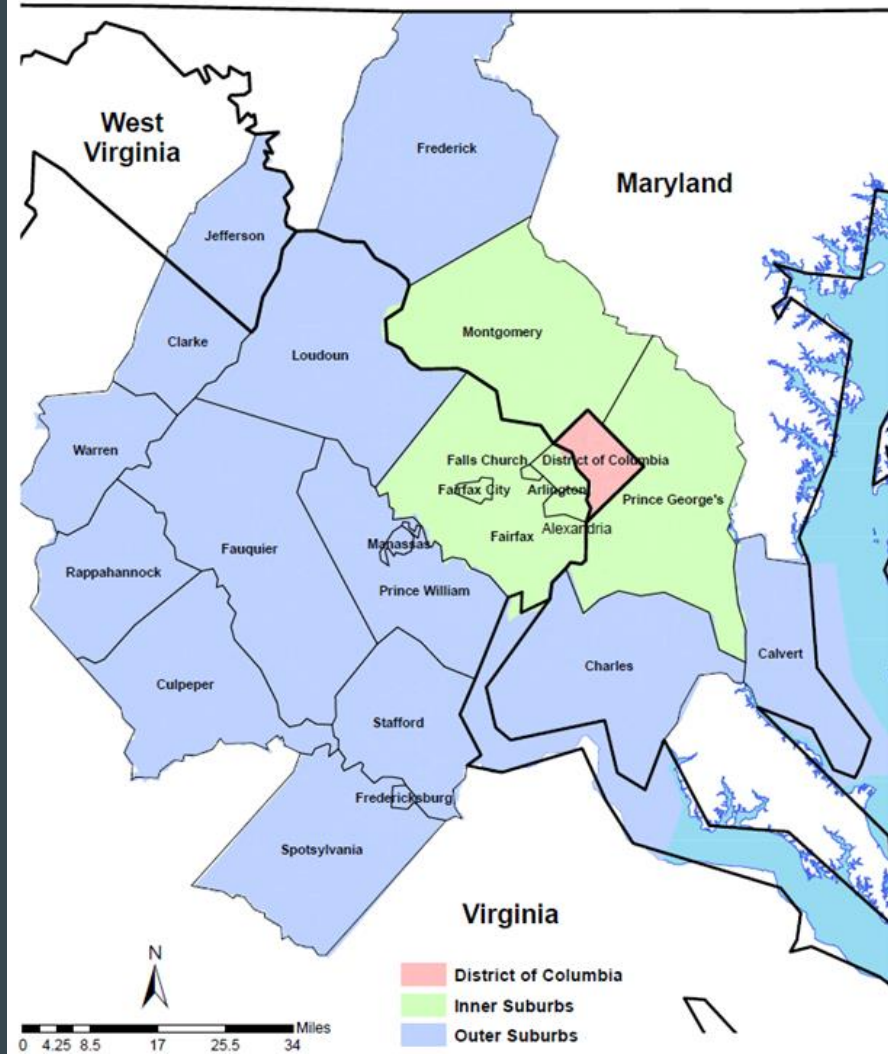 West
Virginia
Frederick
Maryland
Jefferson
Clarke
Loudoun
Montgomery
Warren
Falls Church
District of Columbia
Fairfax City
Arlington
Prince George's
Alexandria
Fairfax
Manassas
Fauquier
Rappahannock
Prince William
Culpeper
Charles
Calvert
Stafford
Fredericksburg
Spotsylvania
Virginia
N
District of Columbia
Inner Suburbs
Outer Suburbs
Miles
0 4.25 8.5 17 25.5 34